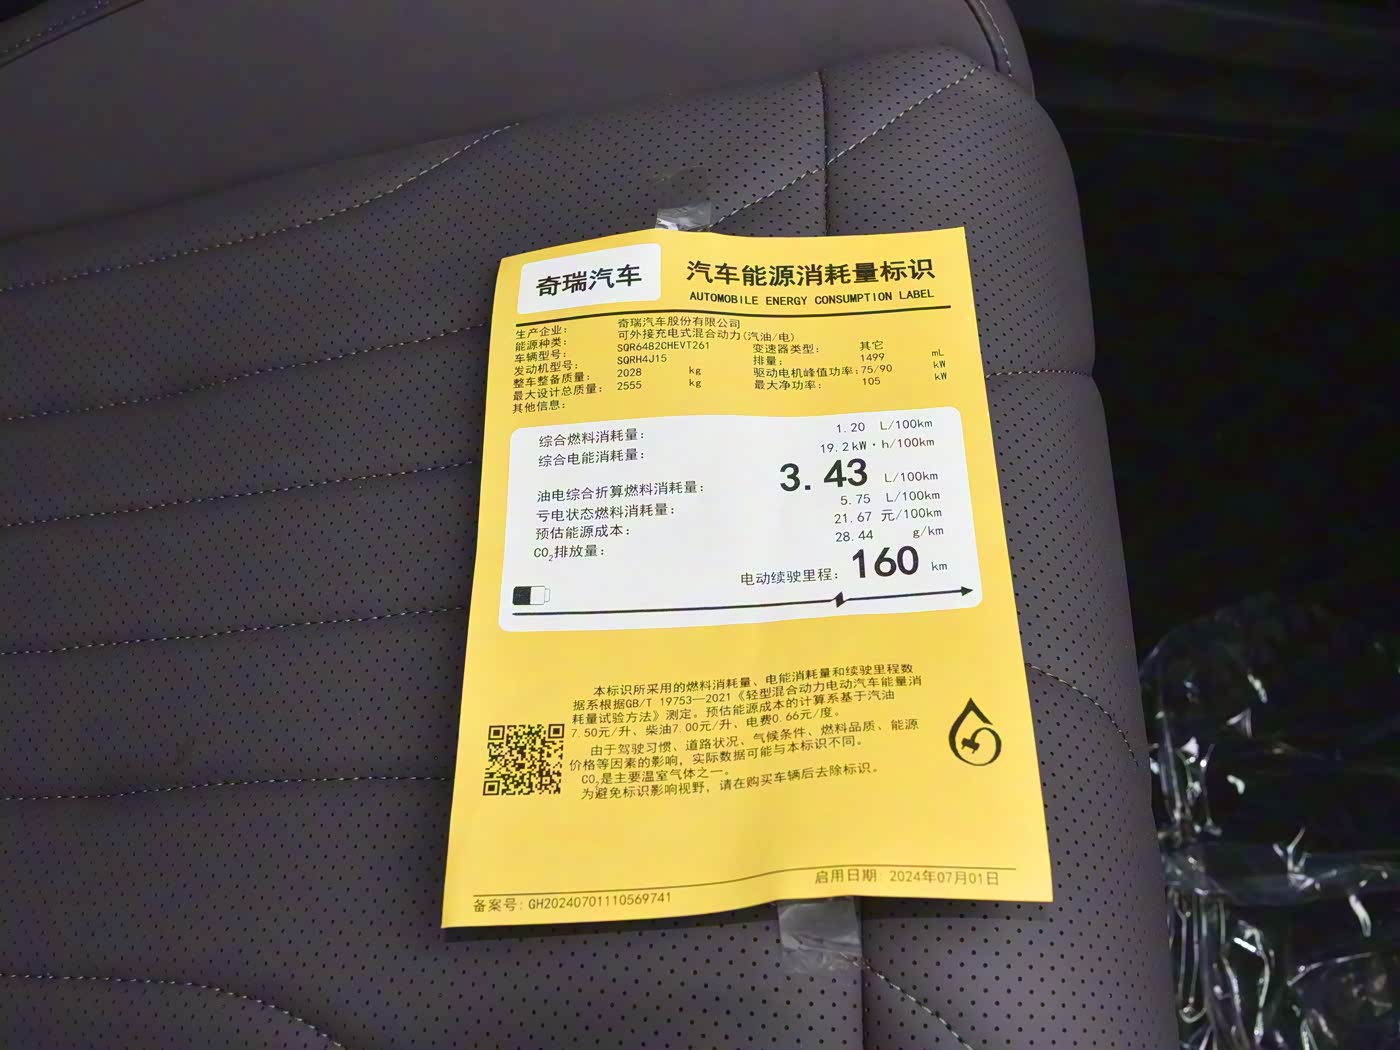 奇瑞汽车
汽车能源消耗量标识
AUTOMOBILE ENERGY CONSUMPTION LABEL
生产企业: 奇瑞汽车股份有限公司
能源种类: 可外接充电式混合动力(汽油/电)
车辆型号: SQR6482CHEVT261 变速器类型: 其它
发动机型号: SQRH4J15 排量: 1499 mL
整车整备质量: 2028 kg 驱动电机峰值功率: 75/90 kW
最大设计总质量: 2555 kg 最大净功率: 105 kW
其他信息:
综合燃料消耗量: 1.20 L/100km
综合电能消耗量: 19.2 kW·h/100km
油电综合折算燃料消耗量: 3.43 L/100km
亏电状态燃料消耗量: 5.75 L/100km
预估能源成本: 21.67 元/100km
CO2排放量: 28.44 g/km
电动续驶里程: 160 km
本标识所采用的燃料消耗量、电能消耗量和续驶里程数
据系根据GB/T 19753—2021《轻型混合动力电动汽车能量消
耗量试验方法》测定。预估能源成本的计算系基于汽油
7.50元/升、柴油7.00元/升、电费0.66元/度。
由于驾驶习惯、道路状况、气候条件、燃料品质、能源
价格等因素的影响，实际数据可能与本标识不同。
CO2是主要温室气体之一。
为避免标识影响视野，请在购买车辆后去除标识。
备案号: GH20240701110569741
启用日期: 2024年07月01日